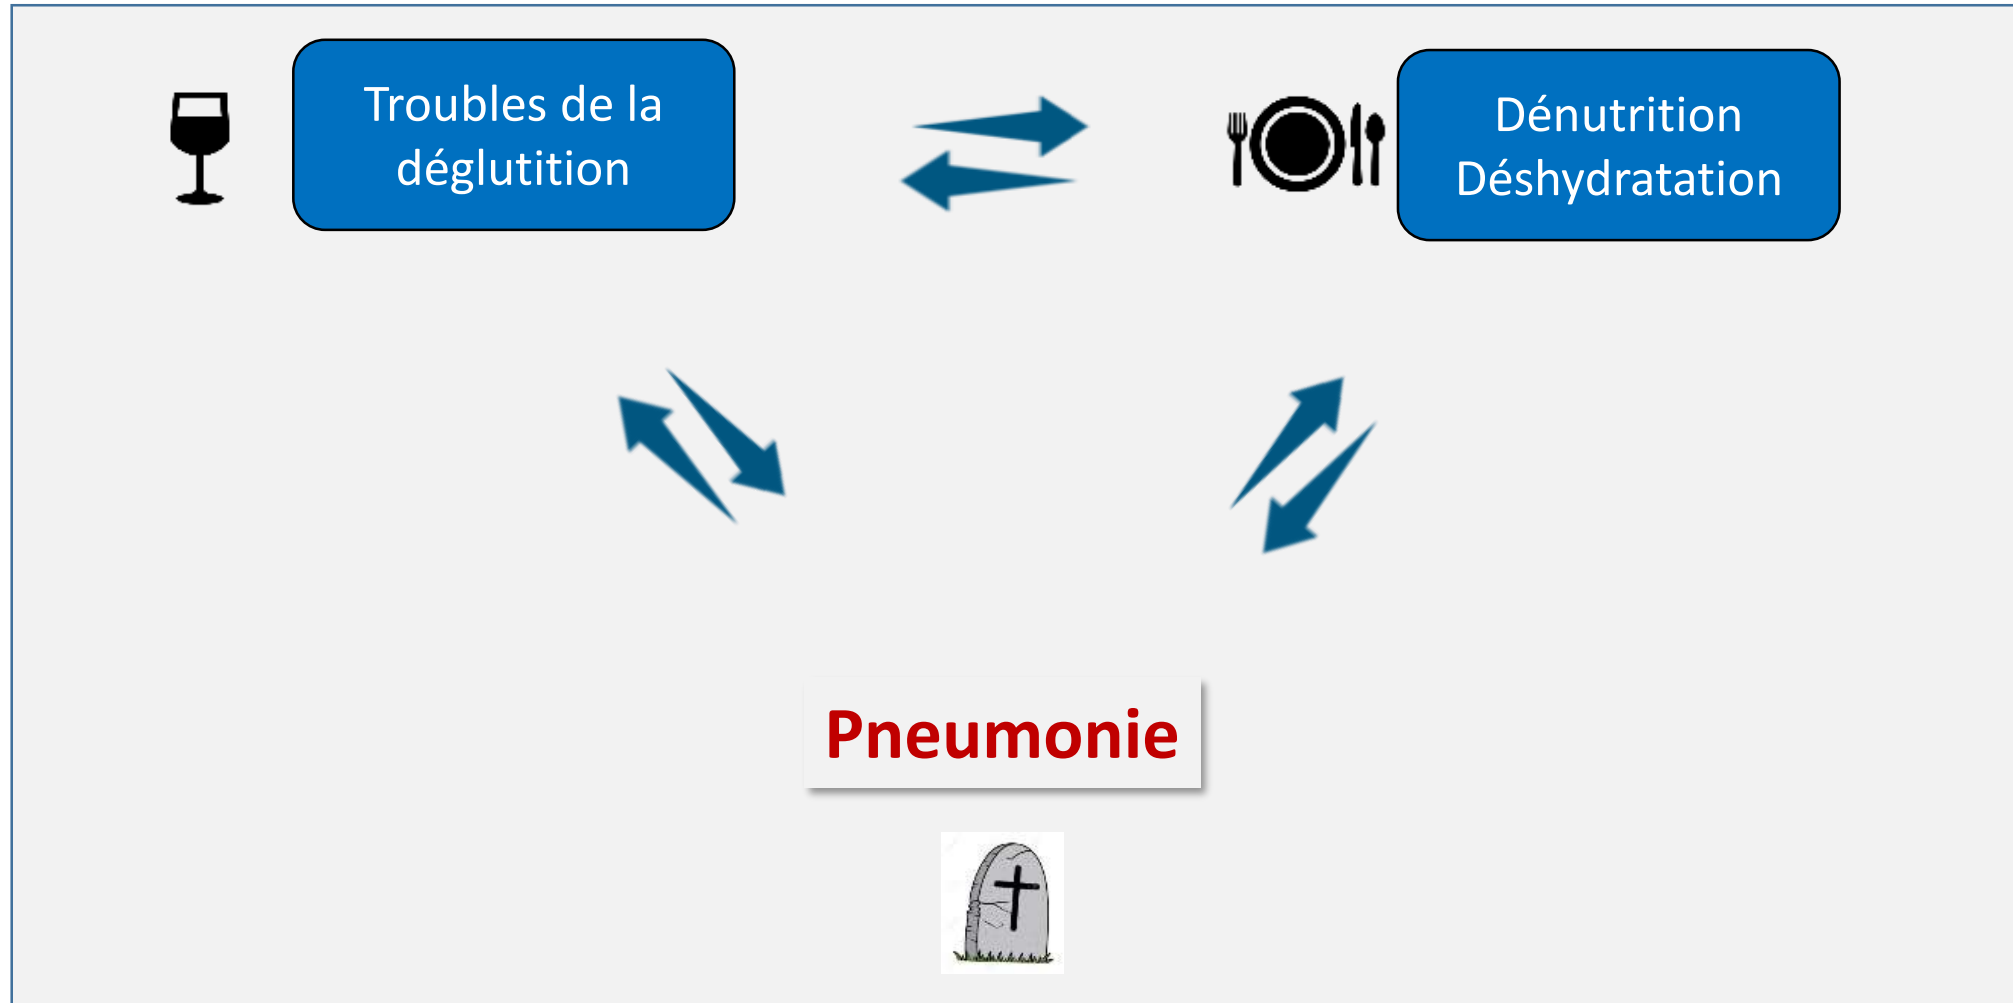 Troubles de la
déglutition
Dénutrition
Déshydratation
Pneumonie